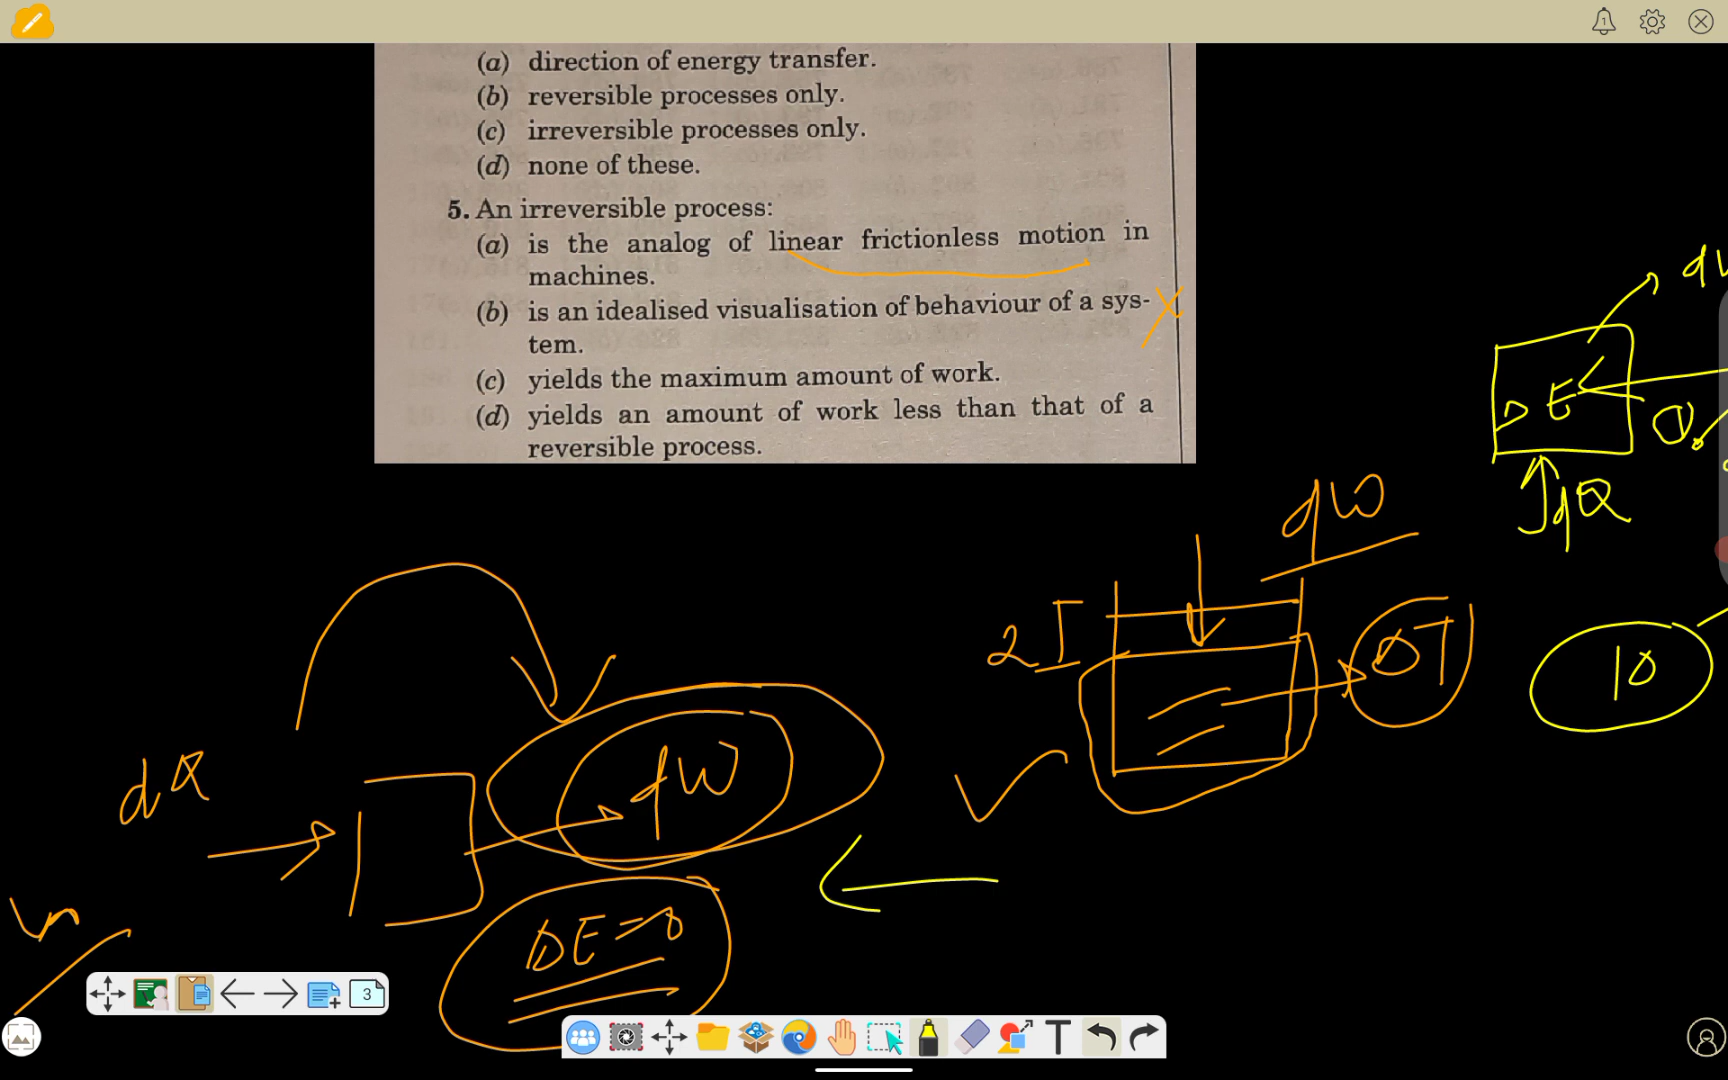 (a) direction of energy transfer.
(b) reversible processes only.
(c) irreversible processes only.
(d) none of these.
5. An irreversible process:
(a) is the analog of linear frictionless motion in
machines.
(b) is an idealised visualisation of behaviour of a sys-
tem.
(c) yields the maximum amount of work.
(d) yields an amount of work less than that of a
reversible process.
dW
2I
ΔT
10
ΔE
dQ
dW
dQ
ΔE=0
3
T
1